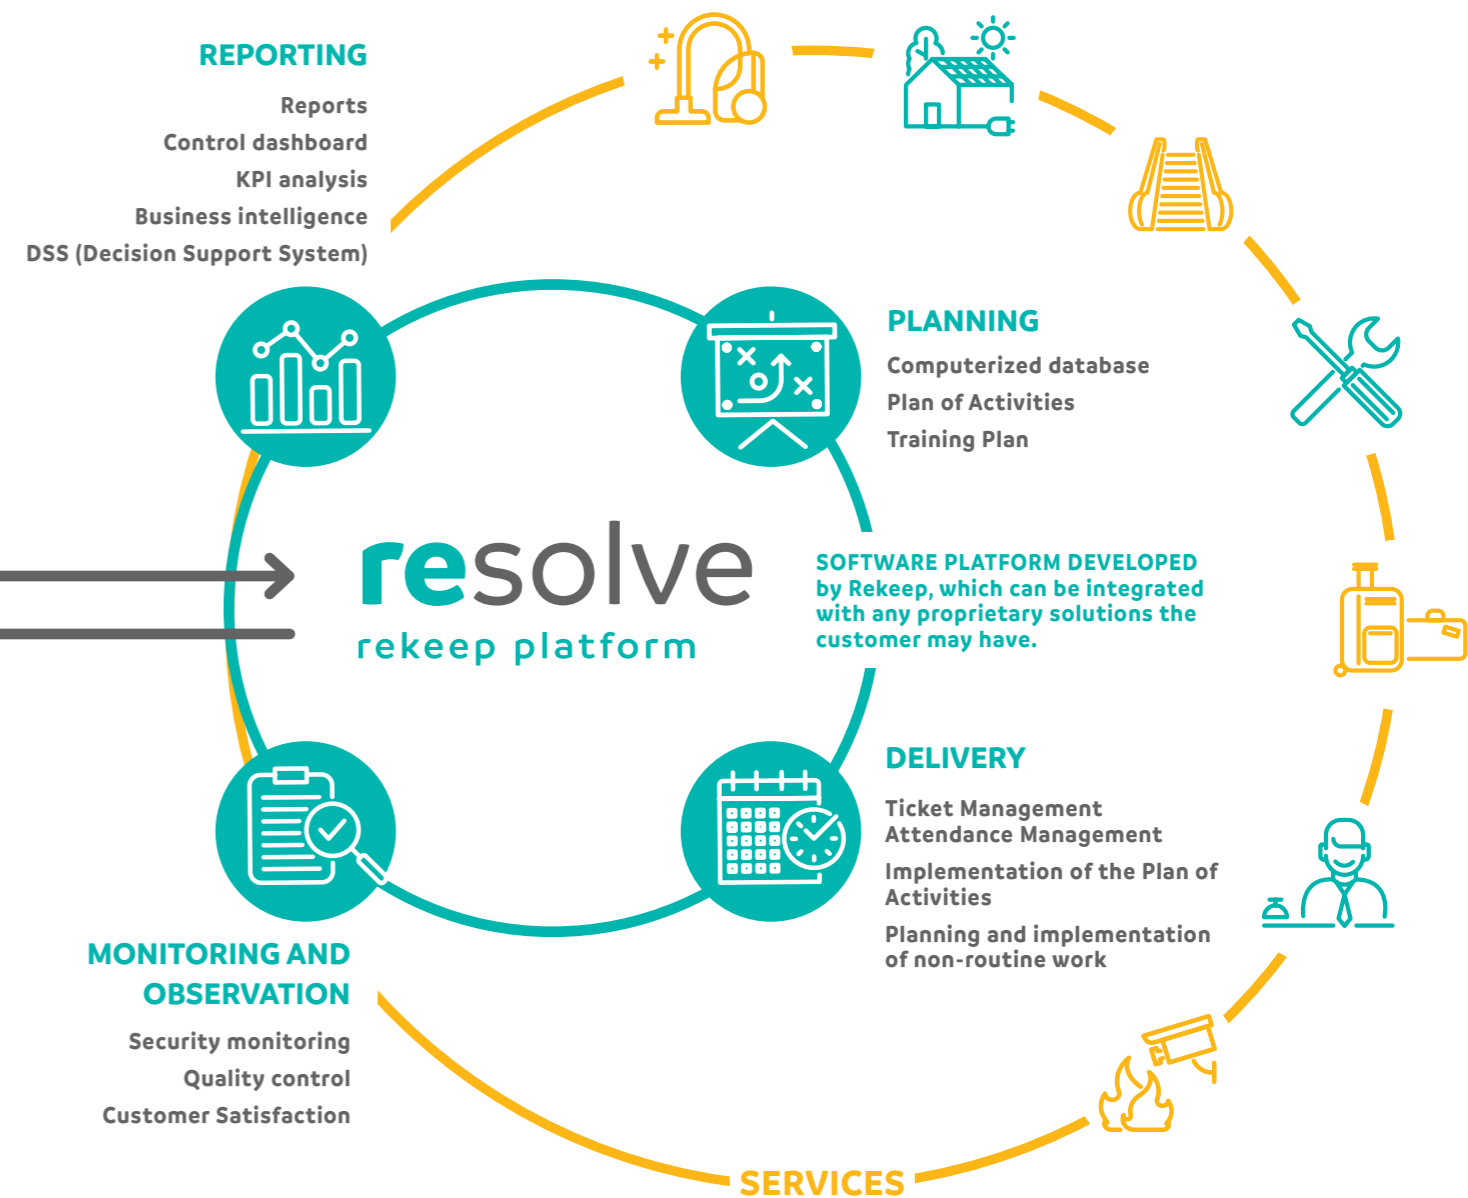 REPORTING
Reports
Control dashboard
KPI analysis
Business intelligence
DSS (Decision Support System)
PLANNING
Computerized database
Plan of Activities
Training Plan
resolve
rekeep platform
SOFTWARE PLATFORM DEVELOPED
by Rekeep, which can be integrated
with any proprietary solutions the
customer may have.
DELIVERY
Ticket Management
Attendance Management
Implementation of the Plan of
Activities
Planning and implementation
of non-routine work
MONITORING AND
OBSERVATION
Security monitoring
Quality control
Customer Satisfaction
SERVICES